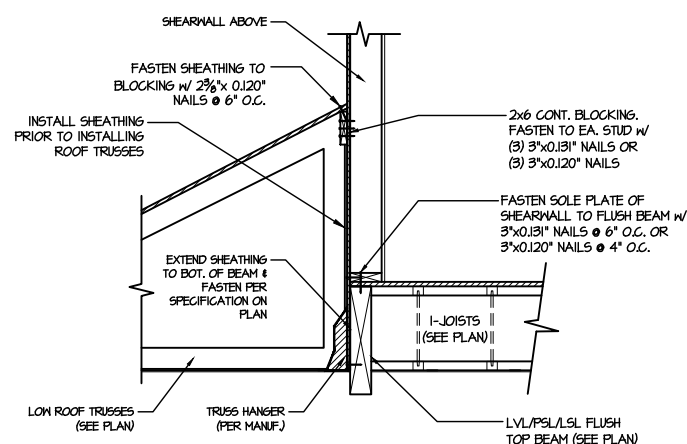 SHEARWALL ABOVE
FASTEN SHEATHING TO
BLOCKING W/ 2⅜"x 0.120"
NAILS @ 6" O.C.
INSTALL SHEATHING
PRIOR TO INSTALLING
ROOF TRUSSES
2x6 CONT. BLOCKING.
FASTEN TO EA. STUD W/
(3) 3"x0.131" NAILS OR
(3) 3"x0.120" NAILS
FASTEN SOLE PLATE OF
SHEARWALL TO FLUSH BEAM W/
3"x0.131" NAILS @ 6" O.C. OR
3"x0.120" NAILS @ 4" O.C.
EXTEND SHEATHING
TO BOT. OF BEAM &
FASTEN PER
SPECIFICATION ON
PLAN
I-JOISTS
(SEE PLAN)
LOW ROOF TRUSSES
(SEE PLAN)
TRUSS HANGER
(PER MANUF.)
LVL/PSL/LSL FLUSH
TOP BEAM (SEE PLAN)